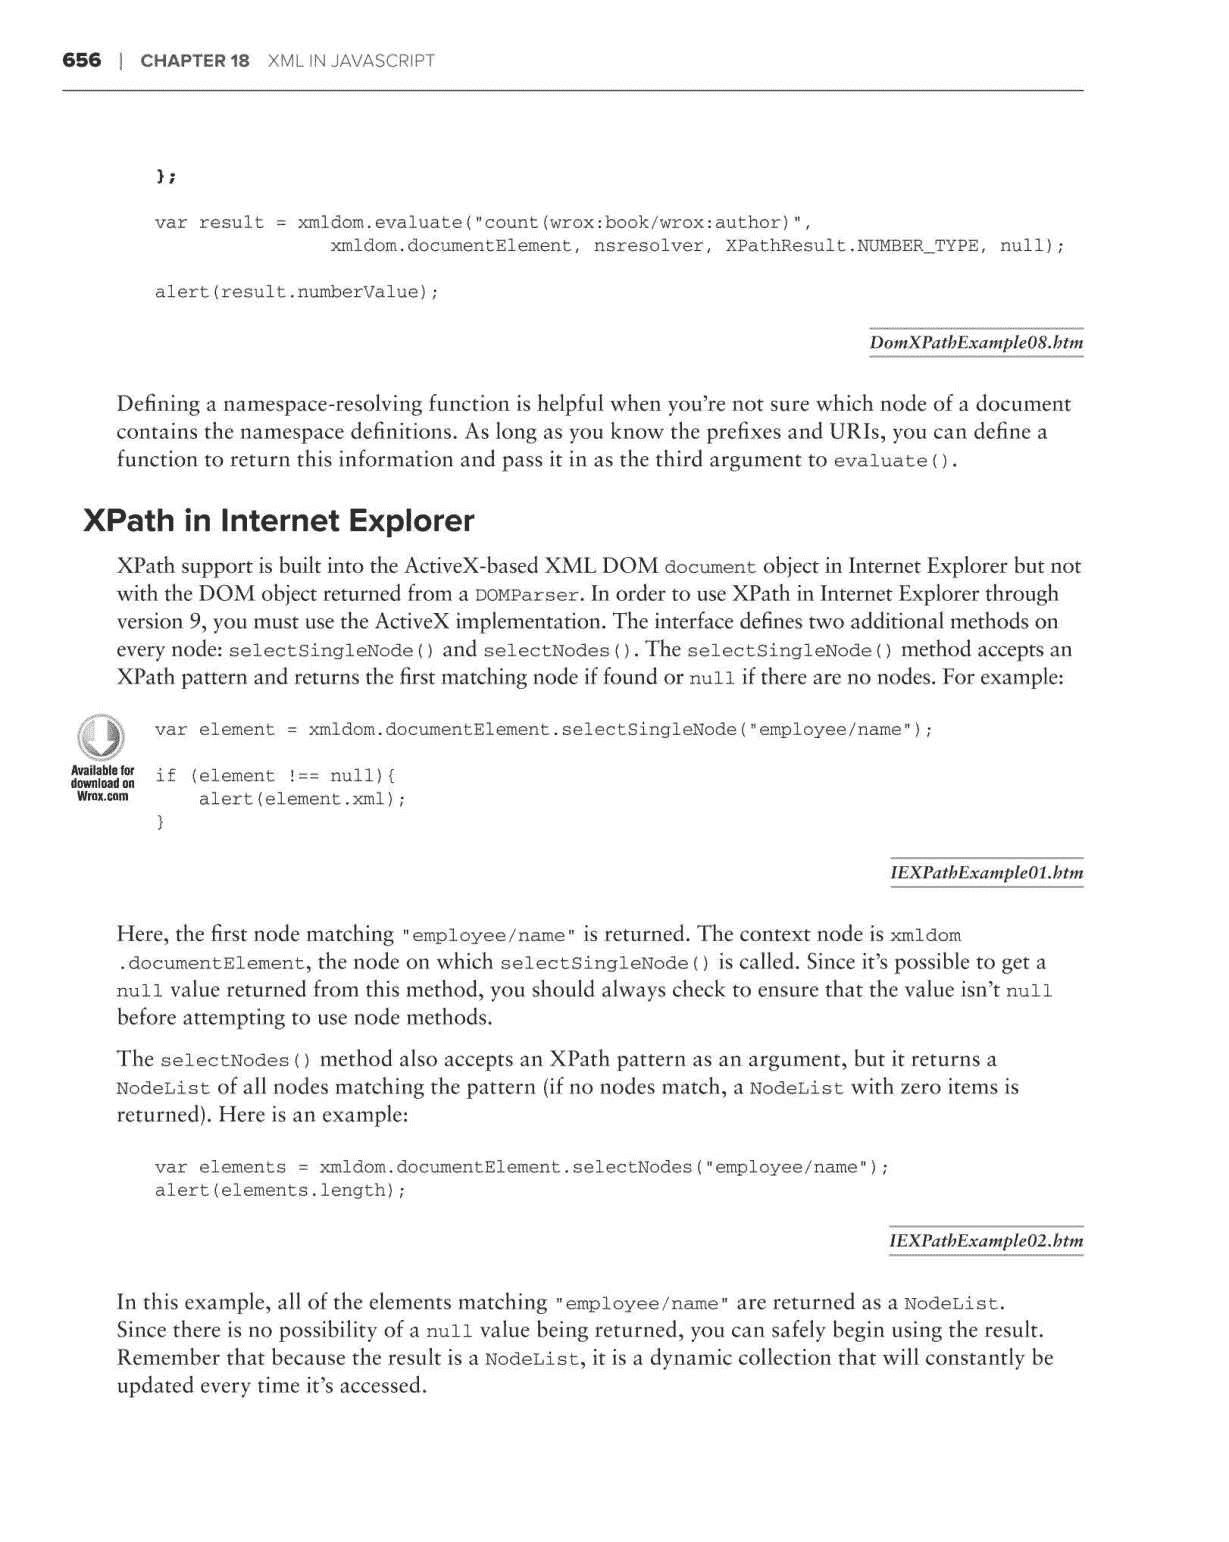 656 | CHAPTER 18 XML IN JAVASCRIPT
};
var result = xmldom.evaluate("count(wrox:book/wrox:author)",
xmldom.documentElement, nsresolver, XPathResult.NUMBER_TYPE, null);
alert(result.numberValue);
DomXPathExample08.htm
Defining a namespace-resolving function is helpful when you're not sure which node of a document
contains the namespace definitions. As long as you know the prefixes and URIs, you can define a
function to return this information and pass it in as the third argument to evaluate().
XPath in Internet Explorer
XPath support is built into the ActiveX-based XML DOM document object in Internet Explorer but not
with the DOM object returned from a DOMParser. In order to use XPath in Internet Explorer through
version 9, you must use the ActiveX implementation. The interface defines two additional methods on
every node: selectSingleNode() and selectNodes(). The selectSingleNode() method accepts an
XPath pattern and returns the first matching node if found or null if there are no nodes. For example:
Available for
download on
Wrox.com
var element = xmldom.documentElement.selectSingleNode("employee/name");
if (element !== null){
alert(element.xml);
}
IEXPathExample01.htm
Here, the first node matching "employee/name" is returned. The context node is xmldom
.documentElement, the node on which selectSingleNode() is called. Since it's possible to get a
null value returned from this method, you should always check to ensure that the value isn't null
before attempting to use node methods.
The selectNodes() method also accepts an XPath pattern as an argument, but it returns a
NodeList of all nodes matching the pattern (if no nodes match, a NodeList with zero items is
returned). Here is an example:
var elements = xmldom.documentElement.selectNodes("employee/name");
alert(elements.length);
IEXPathExample02.htm
In this example, all of the elements matching "employee/name" are returned as a NodeList.
Since there is no possibility of a null value being returned, you can safely begin using the result.
Remember that because the result is a NodeList, it is a dynamic collection that will constantly be
updated every time it's accessed.